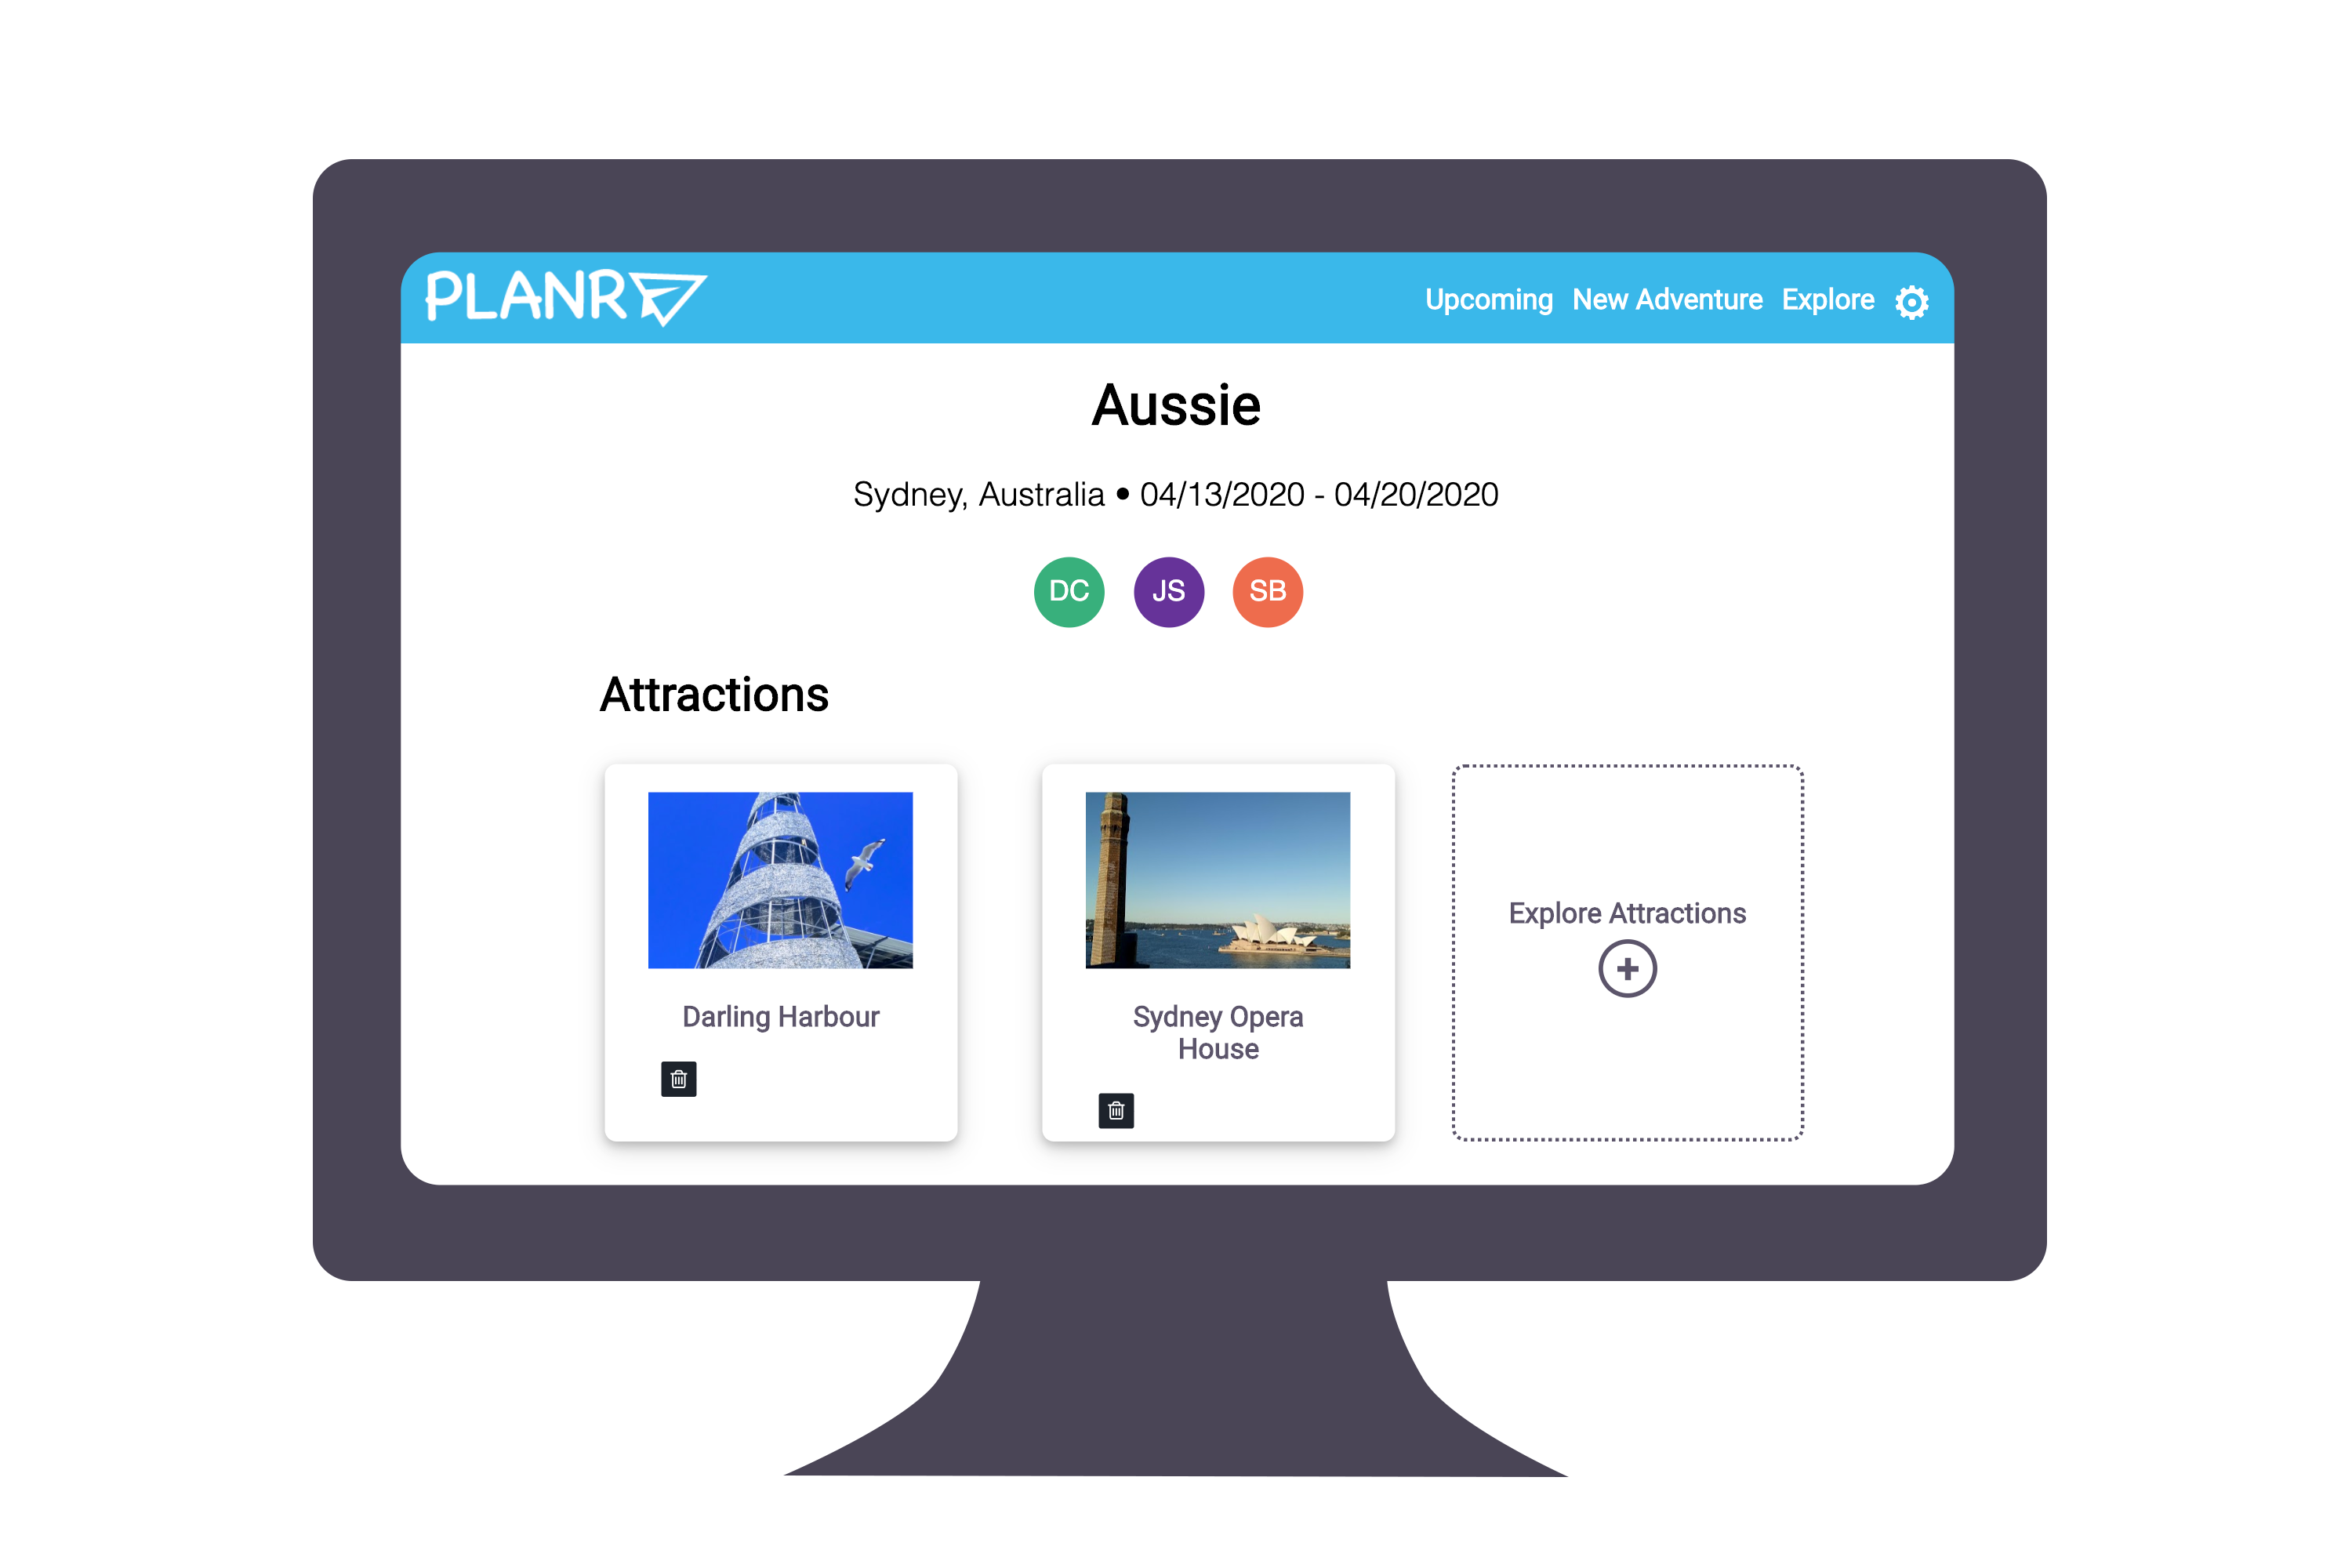 PLANR
Upcoming New Adventure Explore
Aussie
Sydney, Australia • 04/13/2020 - 04/20/2020
DC JS SB
Attractions
Darling Harbour
Sydney Opera
House
Explore Attractions